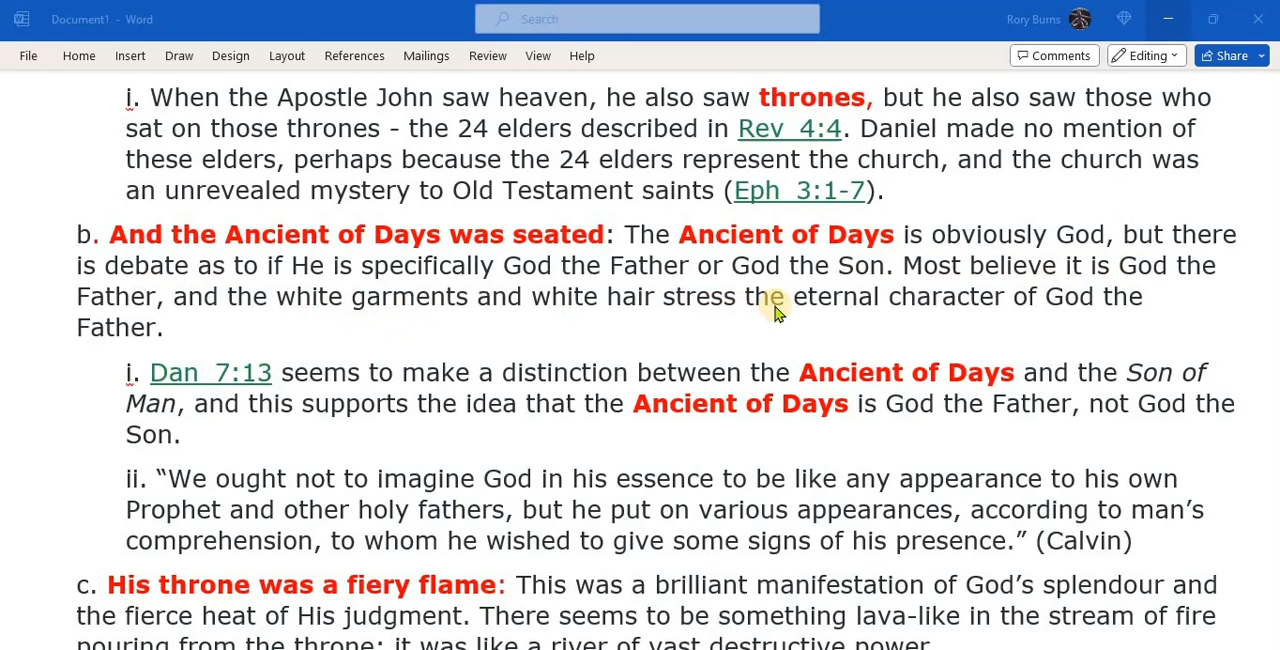 Document1 - Word
Search
Rory Burns
File Home Insert Draw Design Layout References Mailings Review View Help
Comments Editing Share
i. When the Apostle John saw heaven, he also saw thrones, but he also saw those who
sat on those thrones - the 24 elders described in Rev 4:4. Daniel made no mention of
these elders, perhaps because the 24 elders represent the church, and the church was
an unrevealed mystery to Old Testament saints (Eph 3:1-7).
b. And the Ancient of Days was seated: The Ancient of Days is obviously God, but there
is debate as to if He is specifically God the Father or God the Son. Most believe it is God the
Father, and the white garments and white hair stress the eternal character of God the
Father.
i. Dan 7:13 seems to make a distinction between the Ancient of Days and the Son of
Man, and this supports the idea that the Ancient of Days is God the Father, not God the
Son.
ii. “We ought not to imagine God in his essence to be like any appearance to his own
Prophet and other holy fathers, but he put on various appearances, according to man’s
comprehension, to whom he wished to give some signs of his presence.” (Calvin)
c. His throne was a fiery flame: This was a brilliant manifestation of God’s splendour and
the fierce heat of His judgment. There seems to be something lava-like in the stream of fire
pouring from the throne; it was like a river of vast destructive power.